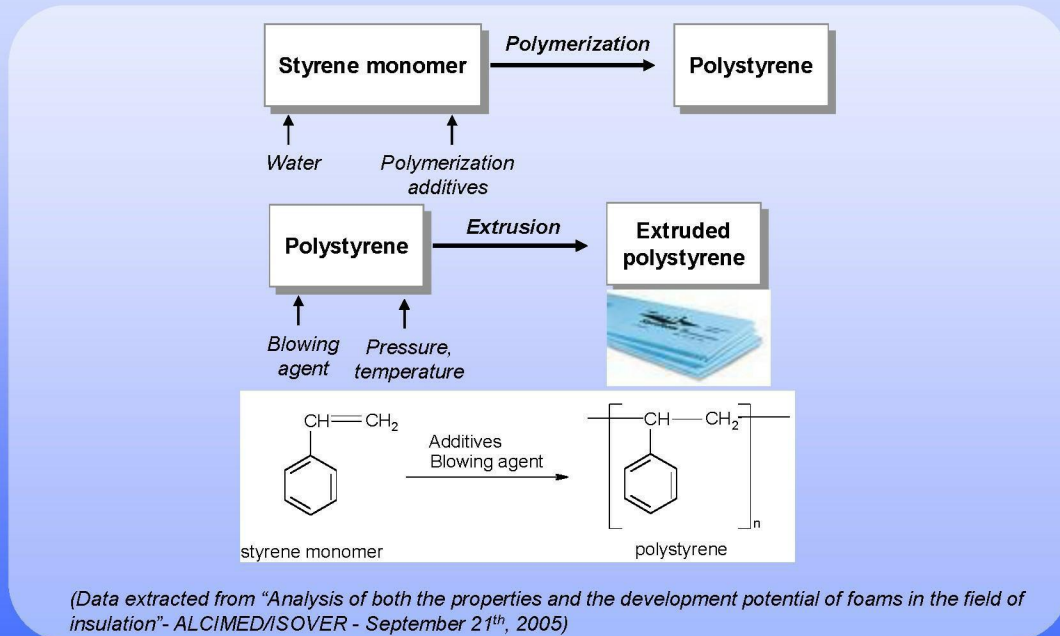 Polymerization
Styrene monomer
Polystyrene
Water
Polymerization
additives
Extrusion
Polystyrene
Extruded
polystyrene
Blowing
agent
Pressure,
temperature
CH═CH₂
Additives
Blowing agent
CH—CH₂
n
styrene monomer
polystyrene
(Data extracted from “Analysis of both the properties and the development potential of foams in the field of
insulation”- ALCIMED/ISOVER - September 21th, 2005)